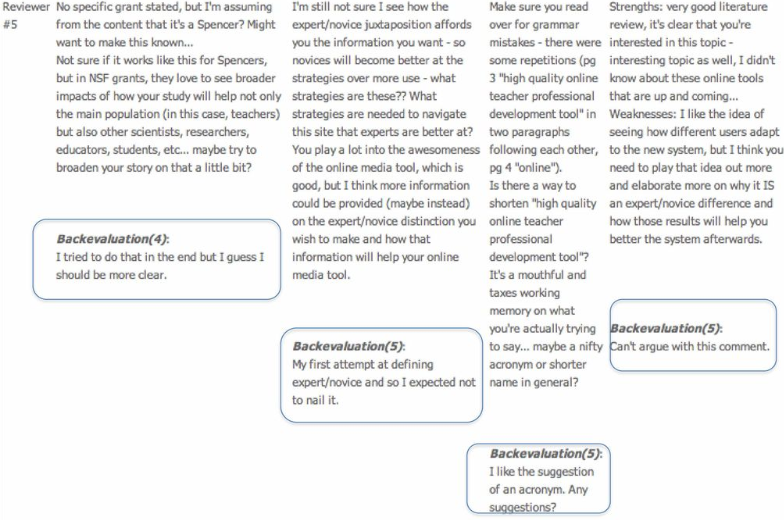 Reviewer
#5
No specific grant stated, but I'm assuming
from the content that it's a Spencer? Might
want to make this known...
Not sure if it works like this for Spencers,
but in NSF grants, they love to see broader
impacts of how your study will help not only
the main population (in this case, teachers)
but also other scientists, researchers,
educators, students, etc... maybe try to
broaden your story on that a little bit?
Backevaluation(4):
I tried to do that in the end but I guess I
should be more clear.
I'm still not sure I see how the
expert/novice juxtaposition affords
you the information you want - so
novices will become better at the
strategies over more use - what
strategies are these?? What
strategies are needed to navigate
this site that experts are better at?
You play a lot into the awesomeness
of the online media tool, which is
good, but I think more information
could be provided (maybe instead)
on the expert/novice distinction you
wish to make and how that
information will help your online
media tool.
Backevaluation(5):
My first attempt at defining
expert/novice and so I expected not
to nail it.
Make sure you read
over for grammar
mistakes - there were
some repetitions (pg
3 "high quality online
teacher professional
development tool" in
two paragraphs
following each other,
pg 4 "online").
Is there a way to
shorten "high quality
online teacher
professional
development tool"?
It's a mouthful and
taxes working
memory on what
you're actually trying
to say... maybe a nifty
acronym or shorter
name in general?
Backevaluation(5):
I like the suggestion
of an acronym. Any
suggestions?
Strengths: very good literature
review, it's clear that you're
interested in this topic -
interesting topic as well, I didn't
know about these online tools
that are up and coming...
Weaknesses: I like the idea of
seeing how different users adapt
to the new system, but I think you
need to play that idea out more
and elaborate more on why it IS
an expert/novice difference and
how those results will help you
better the system afterwards.
Backevaluation(5):
Can't argue with this comment.